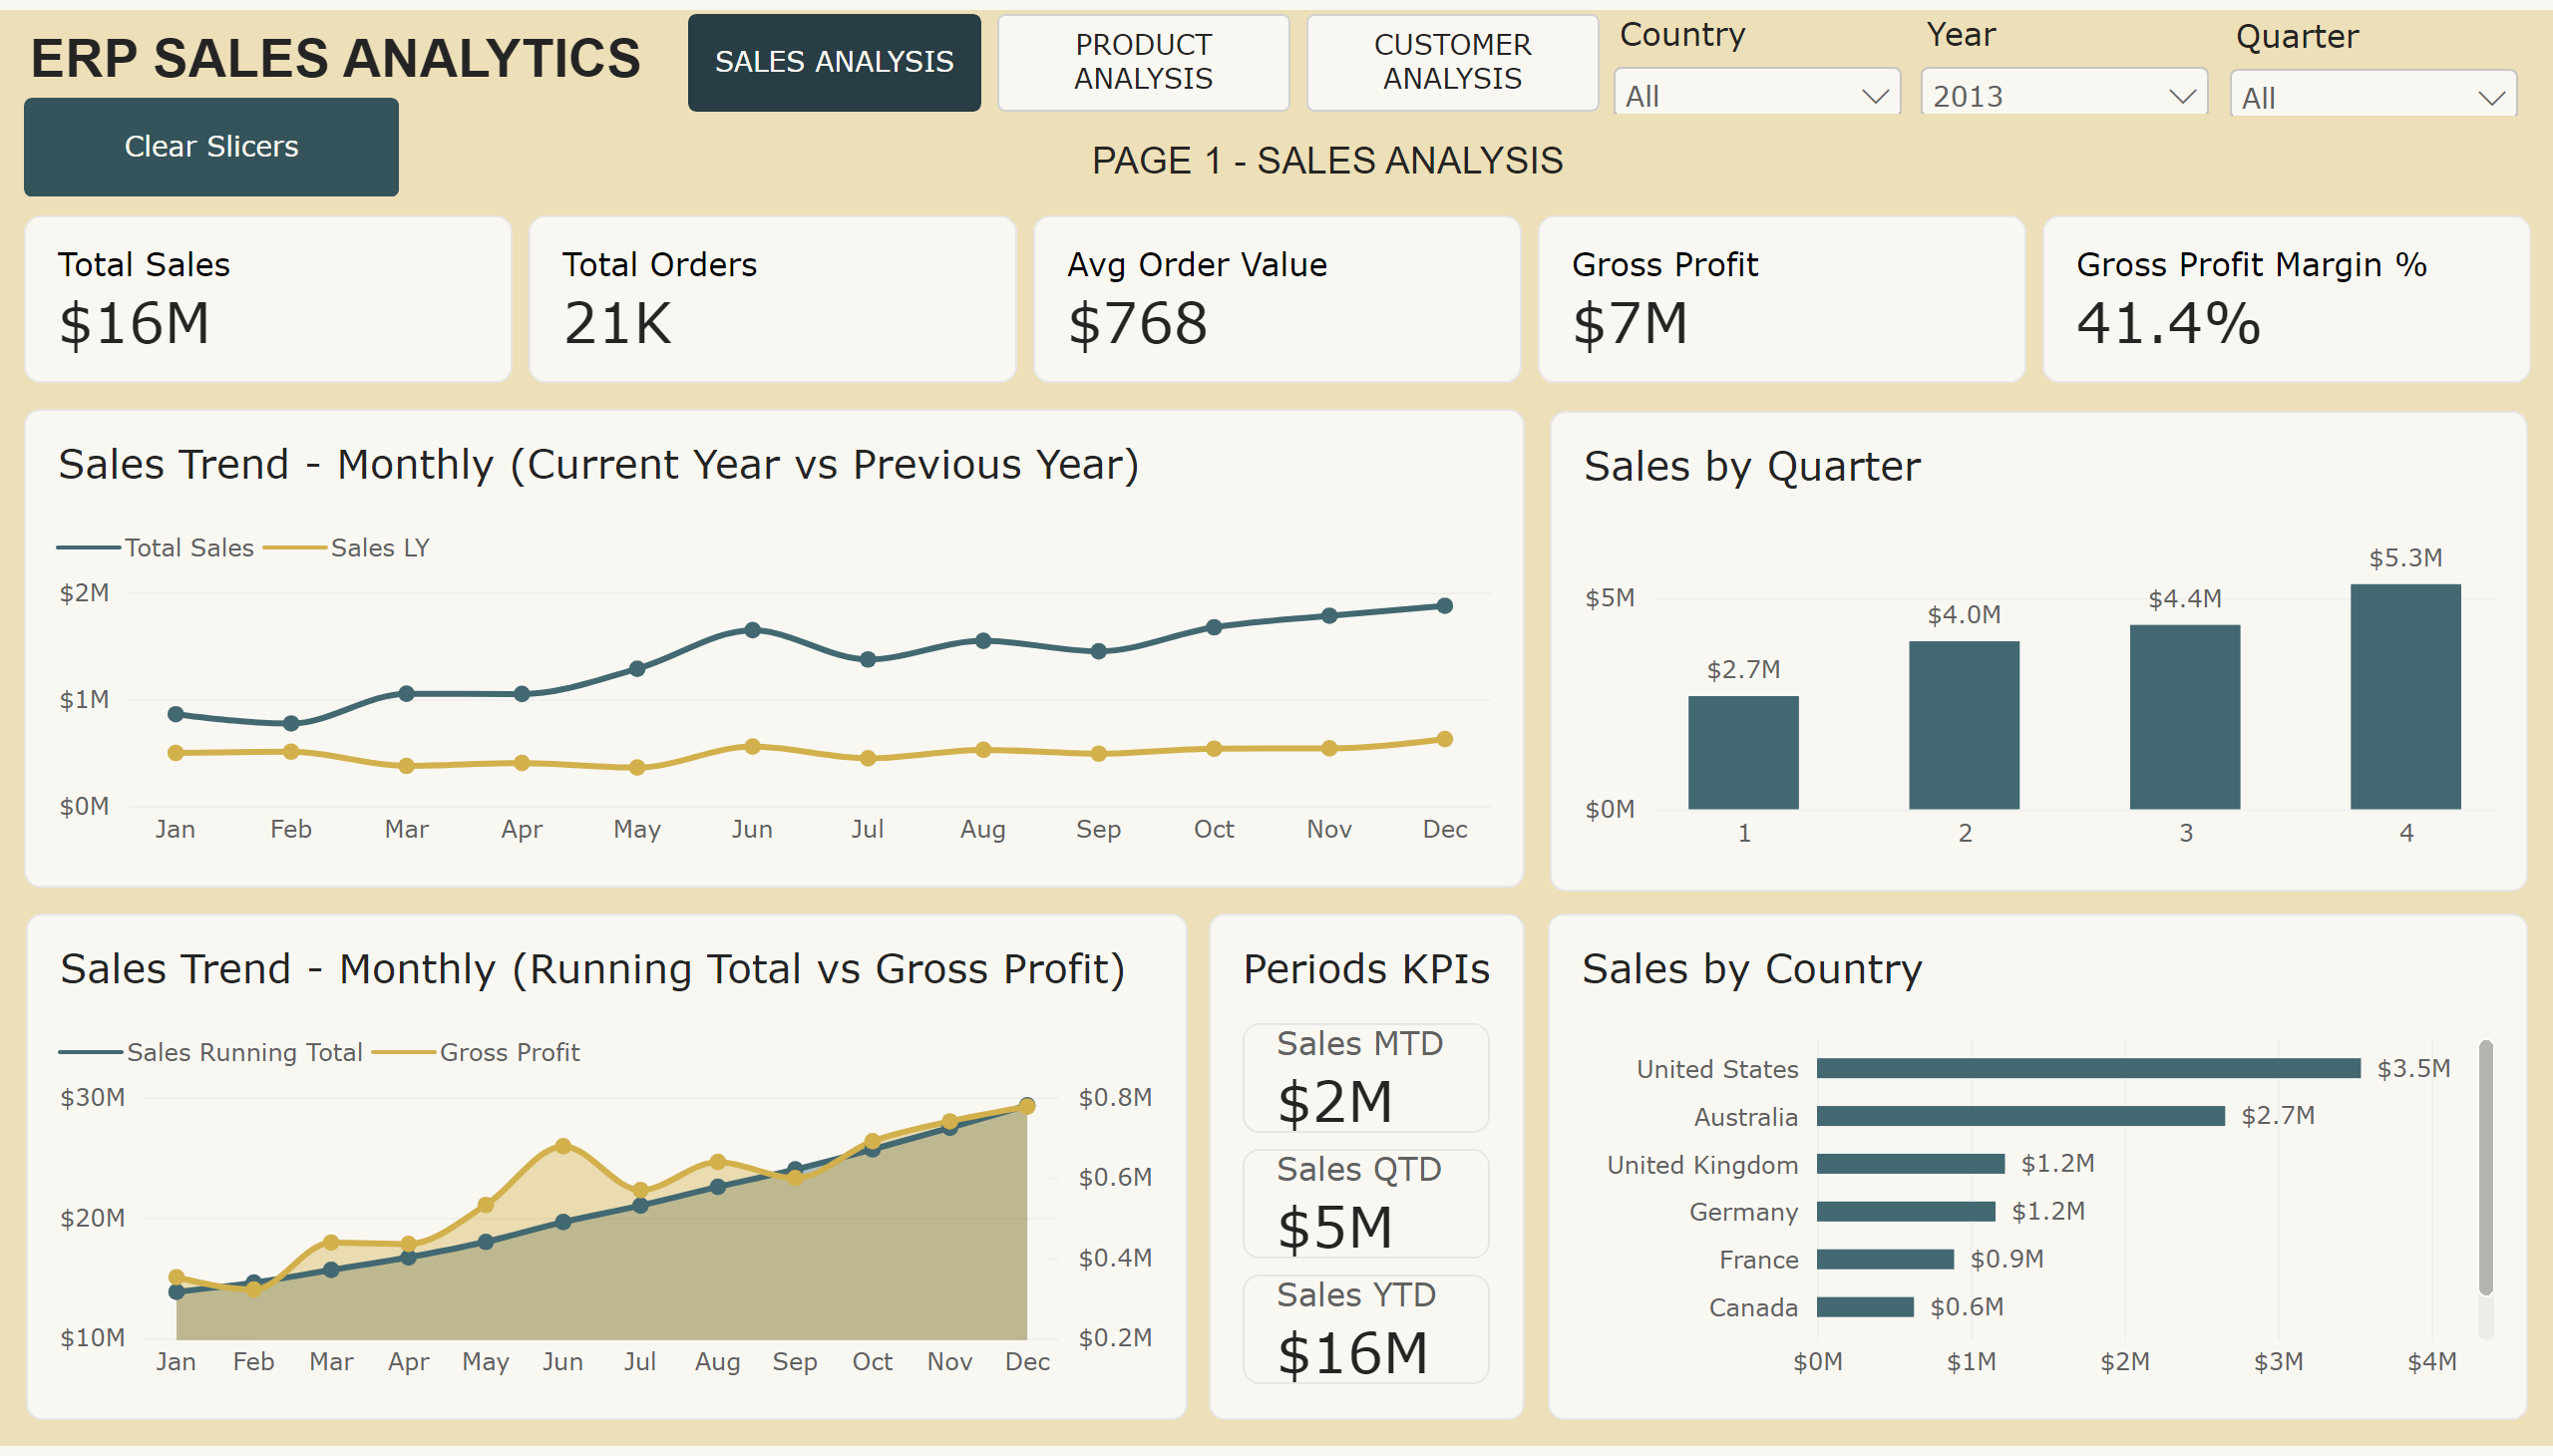 ERP SALES ANALYTICS
SALES ANALYSIS
PRODUCT
ANALYSIS
CUSTOMER
ANALYSIS
Country
All
Year
2013
Quarter
All
Clear Slicers
PAGE 1 - SALES ANALYSIS
Total Sales
$16M
Total Orders
21K
Avg Order Value
$768
Gross Profit
$7M
Gross Profit Margin %
41.4%
Sales Trend - Monthly (Current Year vs Previous Year)
Total Sales Sales LY
$2M
$1M
$0M
Jan Feb Mar Apr May Jun Jul Aug Sep Oct Nov Dec
Sales by Quarter
$5M
$0M
$2.7M
$4.0M
$4.4M
$5.3M
1 2 3 4
Sales Trend - Monthly (Running Total vs Gross Profit)
Sales Running Total Gross Profit
$30M
$20M
$10M
$0.8M
$0.6M
$0.4M
$0.2M
Jan Feb Mar Apr May Jun Jul Aug Sep Oct Nov Dec
Periods KPIs
Sales MTD
$2M
Sales QTD
$5M
Sales YTD
$16M
Sales by Country
United States $3.5M
Australia $2.7M
United Kingdom $1.2M
Germany $1.2M
France $0.9M
Canada $0.6M
$0M $1M $2M $3M $4M